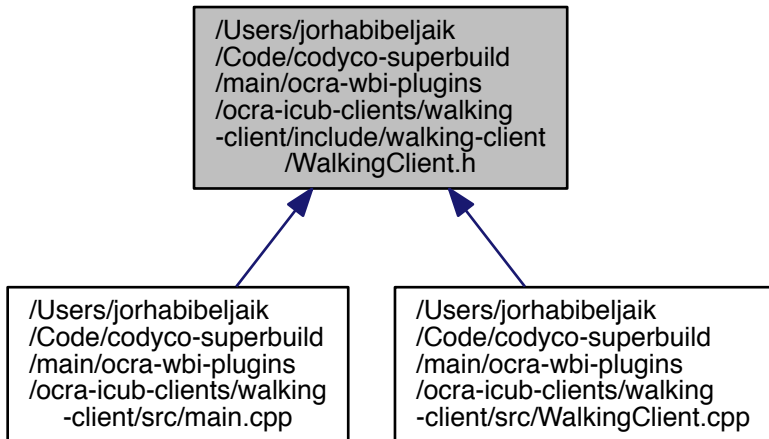 /Users/jorhabibeljaik
/Code/codyco-superbuild
/main/ocra-wbi-plugins
/ocra-icub-clients/walking
-client/include/walking-client
/WalkingClient.h
/Users/jorhabibeljaik
/Code/codyco-superbuild
/main/ocra-wbi-plugins
/ocra-icub-clients/walking
-client/src/main.cpp
/Users/jorhabibeljaik
/Code/codyco-superbuild
/main/ocra-wbi-plugins
/ocra-icub-clients/walking
-client/src/WalkingClient.cpp